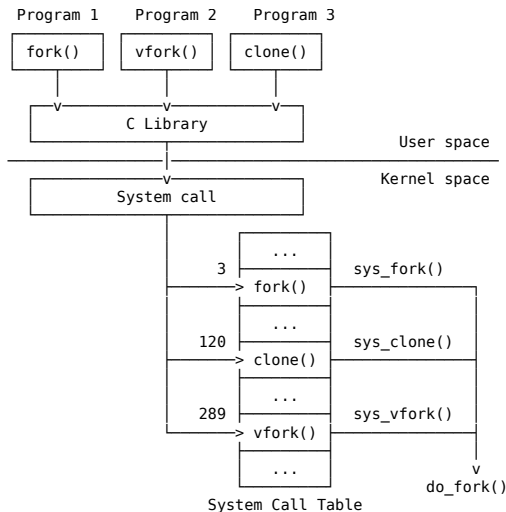 Program 1 Program 2 Program 3
fork() vfork() clone()
C Library
User space
Kernel space
System call
...
3 fork() sys_fork()
...
120 clone() sys_clone()
...
289 vfork() sys_vfork()
...
do_fork()
System Call Table